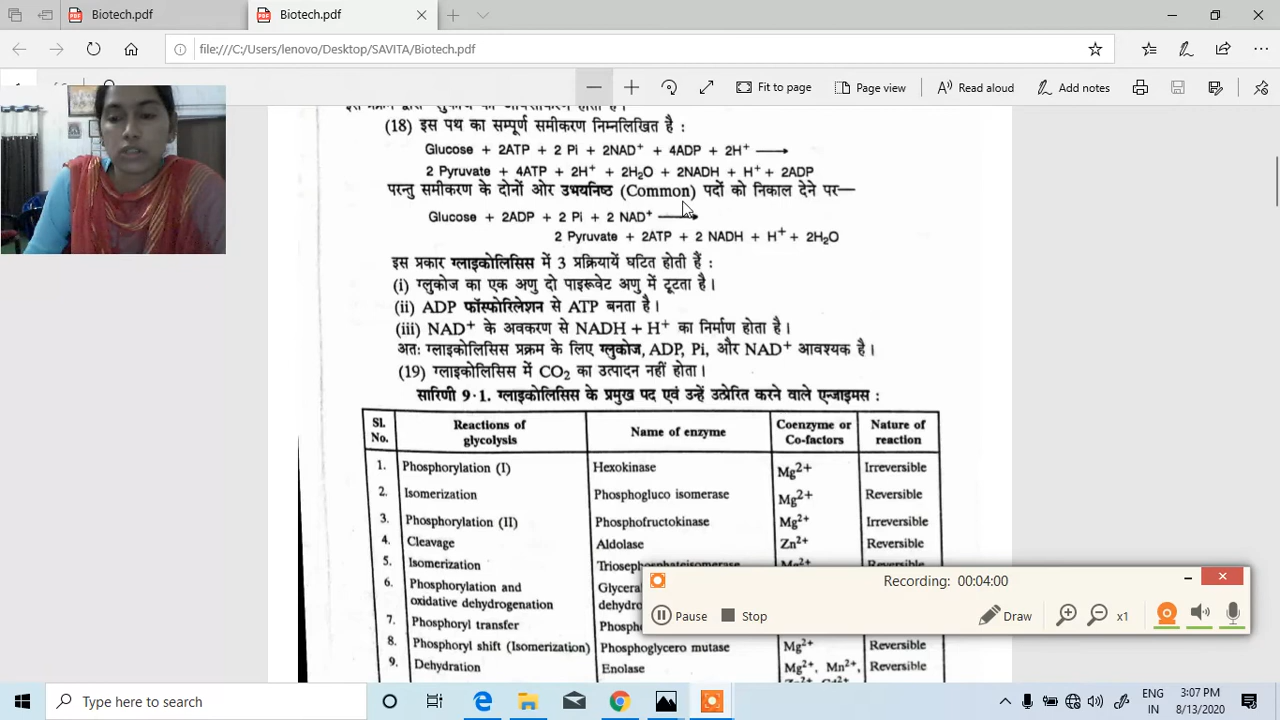 Biotech.pdf
Biotech.pdf
file:///C:/Users/lenovo/Desktop/SAVITA/Biotech.pdf
Fit to page
Page view
Read aloud
Add notes
(18) इस पथ का सम्पूर्ण समीकरण निम्नलिखित है :
Glucose + 2ATP + 2 Pi + 2NAD⁺ + 4ADP + 2H⁺ ⟶
2 Pyruvate + 4ATP + 2H⁺ + 2H₂O + 2NADH + H⁺ + 2ADP
परन्तु समीकरण के दोनों ओर उभयनिष्ठ (Common) पदों को निकाल देने पर—
Glucose + 2ADP + 2 Pi + 2 NAD⁺ ⟶
2 Pyruvate + 2ATP + 2 NADH + H⁺ + 2H₂O
इस प्रकार ग्लाइकोलिसिस में 3 प्रक्रियायें घटित होती हैं :
(i) ग्लुकोज का एक अणु दो पाइरूवेट अणु में टूटता है।
(ii) ADP फॉस्फोरिलेशन से ATP बनता है।
(iii) NAD⁺ के अवकरण से NADH + H⁺ का निर्माण होता है।
अतः ग्लाइकोलिसिस प्रक्रम के लिए ग्लुकोज, ADP, Pi, और NAD⁺ आवश्यक है।
(19) ग्लाइकोलिसिस में CO₂ का उत्पादन नहीं होता।
सारिणी 9·1. ग्लाइकोलिसिस के प्रमुख पद एवं उन्हें उत्प्रेरित करने वाले एन्जाइमस :
Sl. No. Reactions of glycolysis Name of enzyme Coenzyme or Co-factors Nature of reaction
1. Phosphorylation (I) Hexokinase Mg²⁺ Irreversible
2. Isomerization Phosphogluco isomerase Mg²⁺ Reversible
3. Phosphorylation (II) Phosphofructokinase Mg²⁺ Irreversible
4. Cleavage Aldolase Zn²⁺ Reversible
5. Isomerization
6. Phosphorylation and
oxidative dehydrogenation
7. Phosphoryl transfer
8. Phosphoryl shift (Isomerization) Phosphoglycero mutase Mg²⁺ Reversible
9. Dehydration Enolase Mg²⁺, Mn²⁺, Reversible
Recording: 00:04:00
Pause
Stop
Draw
x1
Type here to search
ENG
IN
3:07 PM
8/13/2020